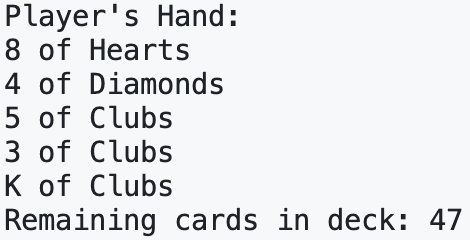 Player's Hand:
8 of Hearts
4 of Diamonds
5 of Clubs
3 of Clubs
K of Clubs
Remaining cards in deck: 47